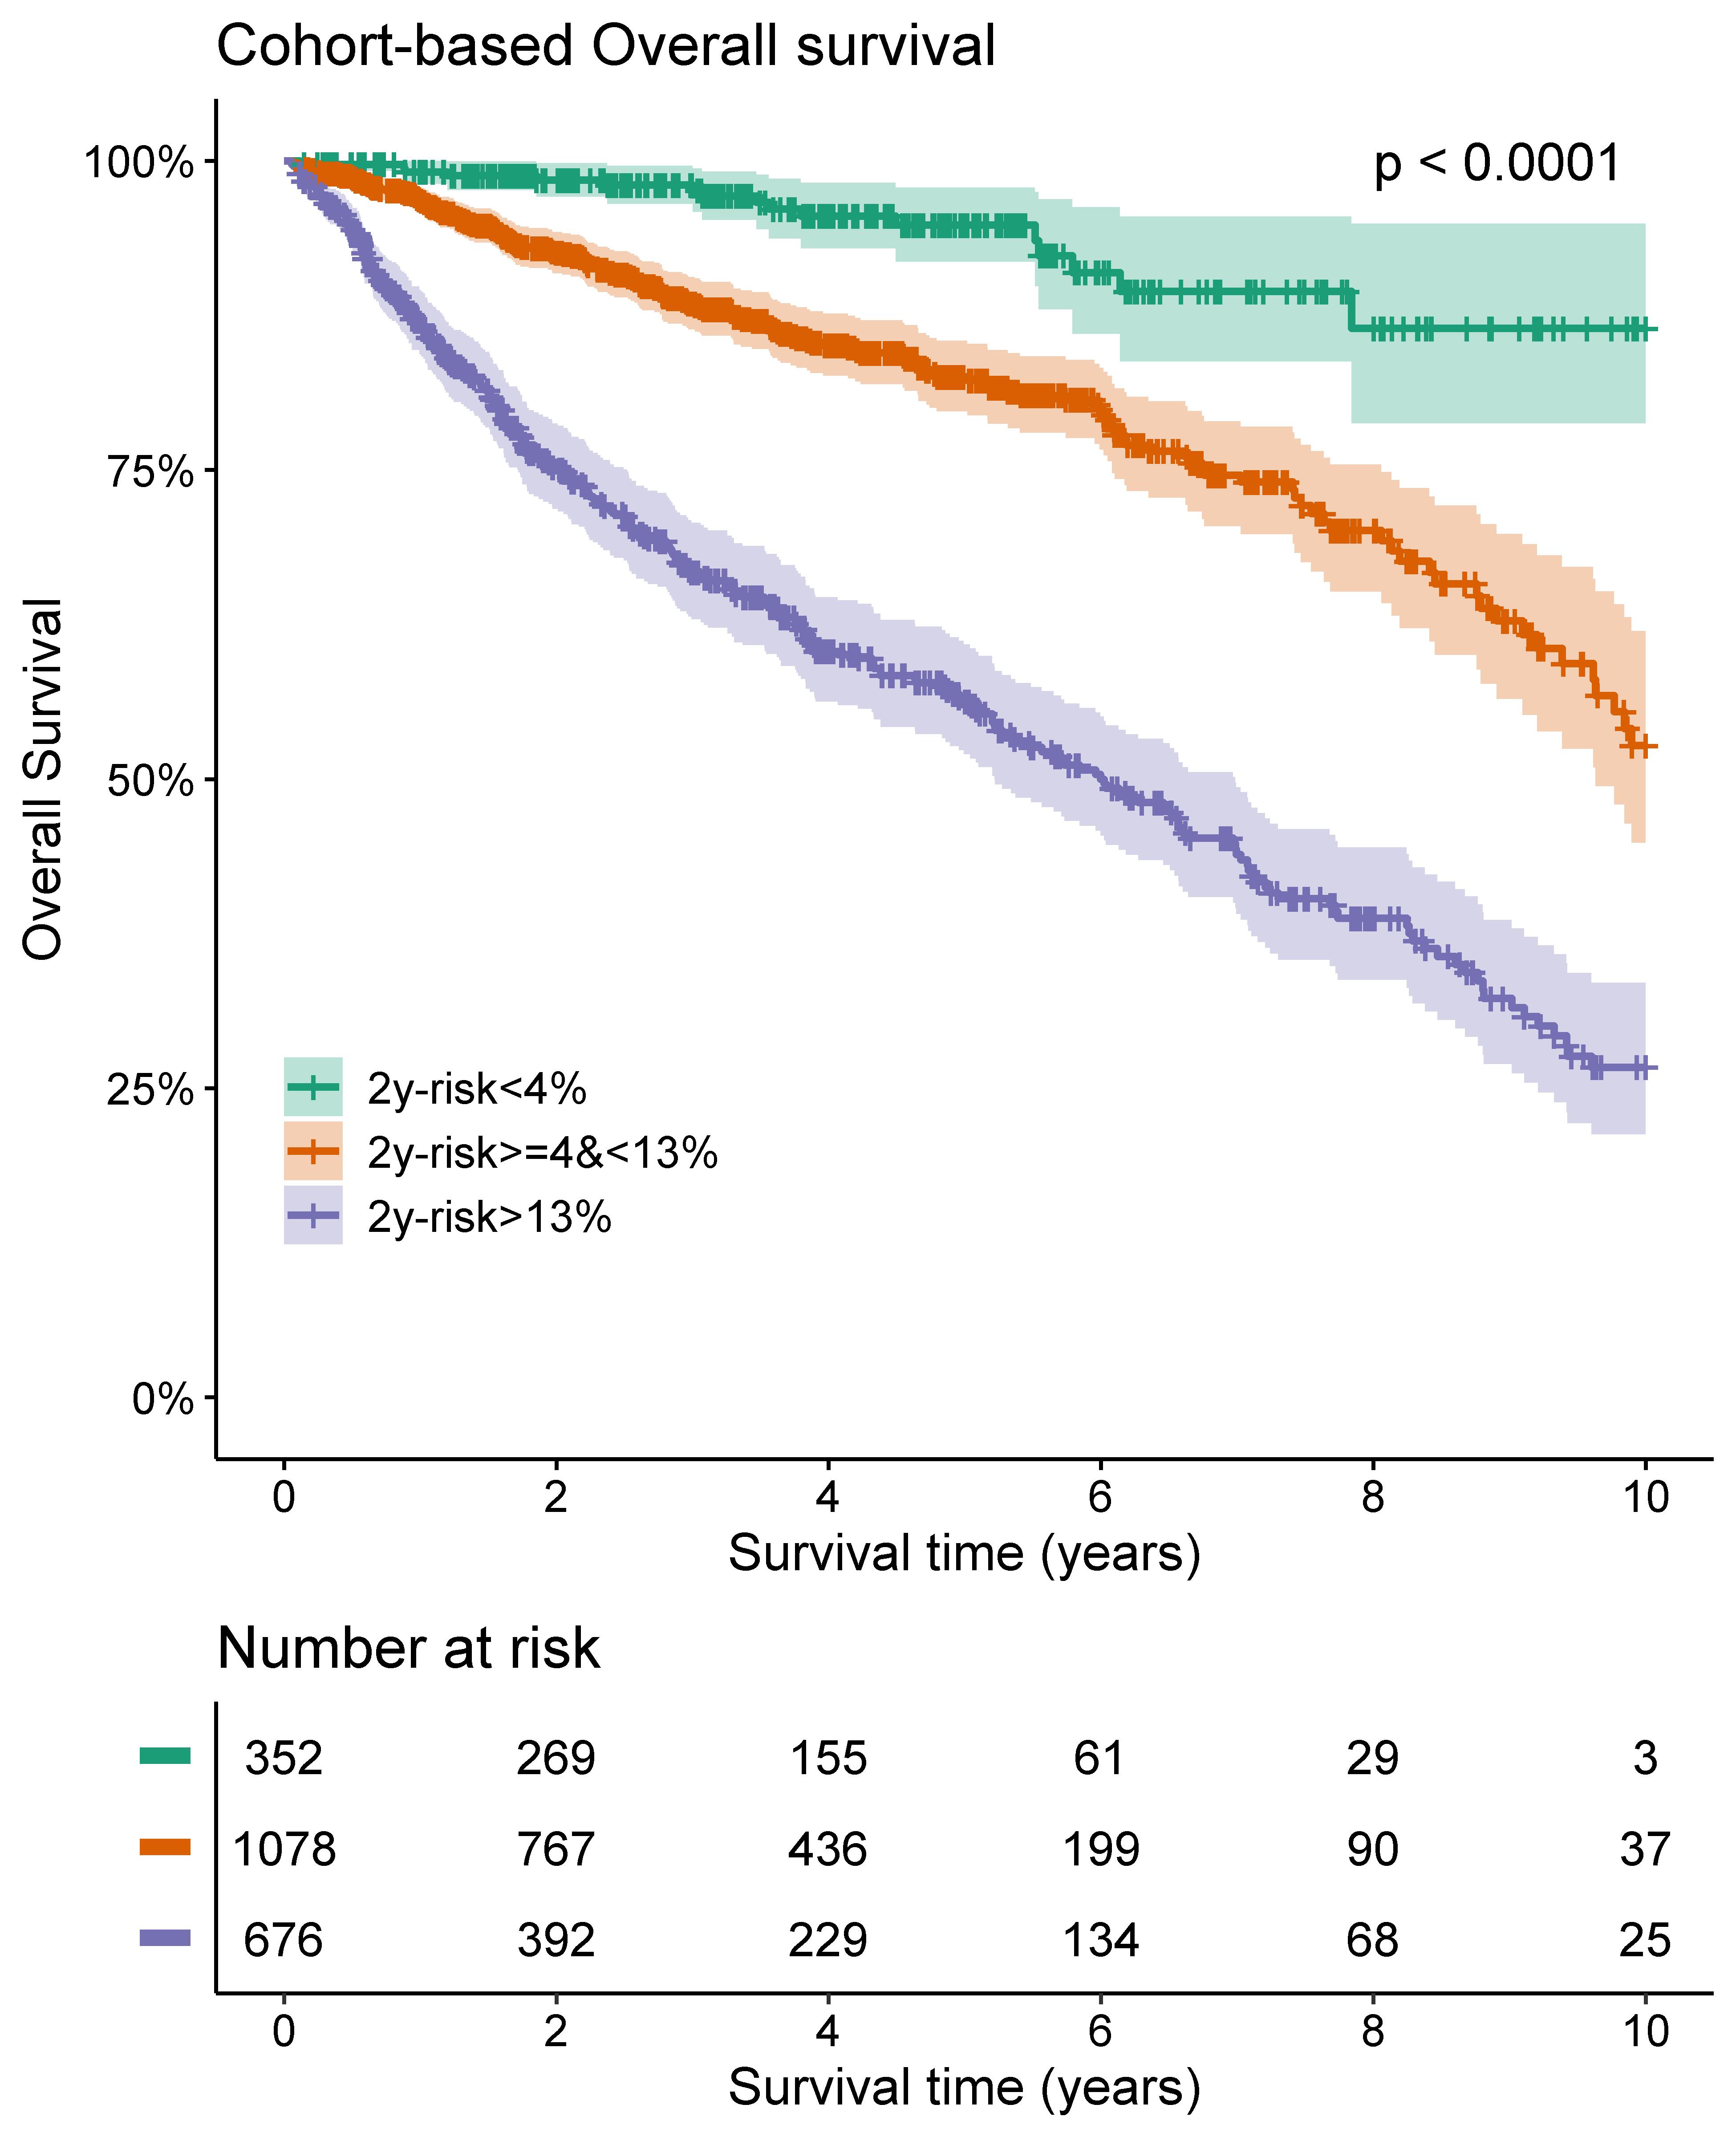 Cohort-based Overall survival
100%
75%
50%
25%
0%
Overall Survival
p < 0.0001
2y-risk<4%
2y-risk>=4&<13%
2y-risk>13%
0 2 4 6 8 10
Survival time (years)
Number at risk
352 269 155 61 29 3
1078 767 436 199 90 37
676 392 229 134 68 25
0 2 4 6 8 10
Survival time (years)